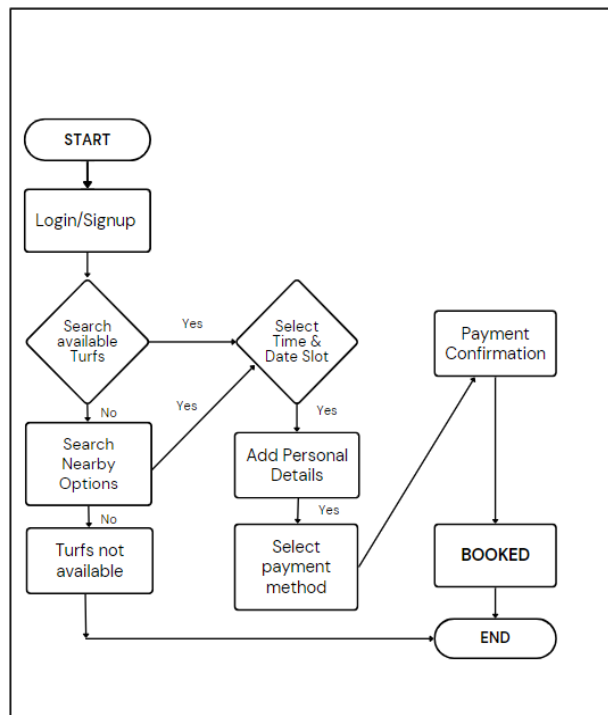 START
Login/Signup
Search
available
Turfs
Yes
Select
Time &
Date Slot
Payment
Confirmation
No
Yes
Yes
Search
Nearby
Options
Add Personal
Details
No
Yes
Turfs not
available
Select
payment
method
BOOKED
END